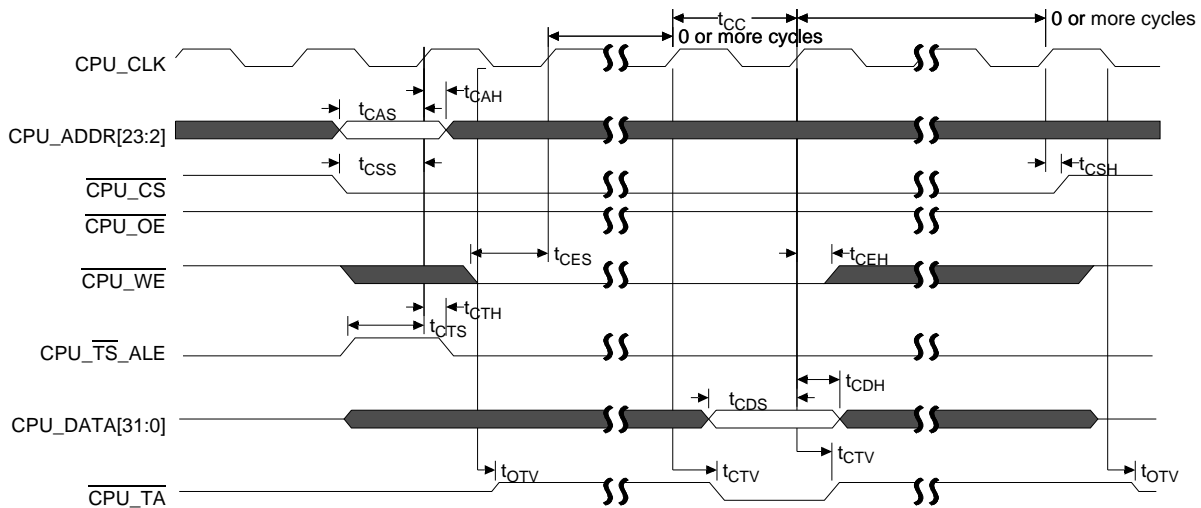 tCC
0 or more cycles
0 or more cycles
CPU_CLK
tCAH
tCAS
CPU_ADDR[23:2]
tCSS
tCSH
CPU_CS
CPU_OE
tCES
tCEH
CPU_WE
tCTH
tCTS
CPU_TS_ALE
tCDH
tCDS
CPU_DATA[31:0]
tCTV
tOTV
tCTV
tOTV
CPU_TA